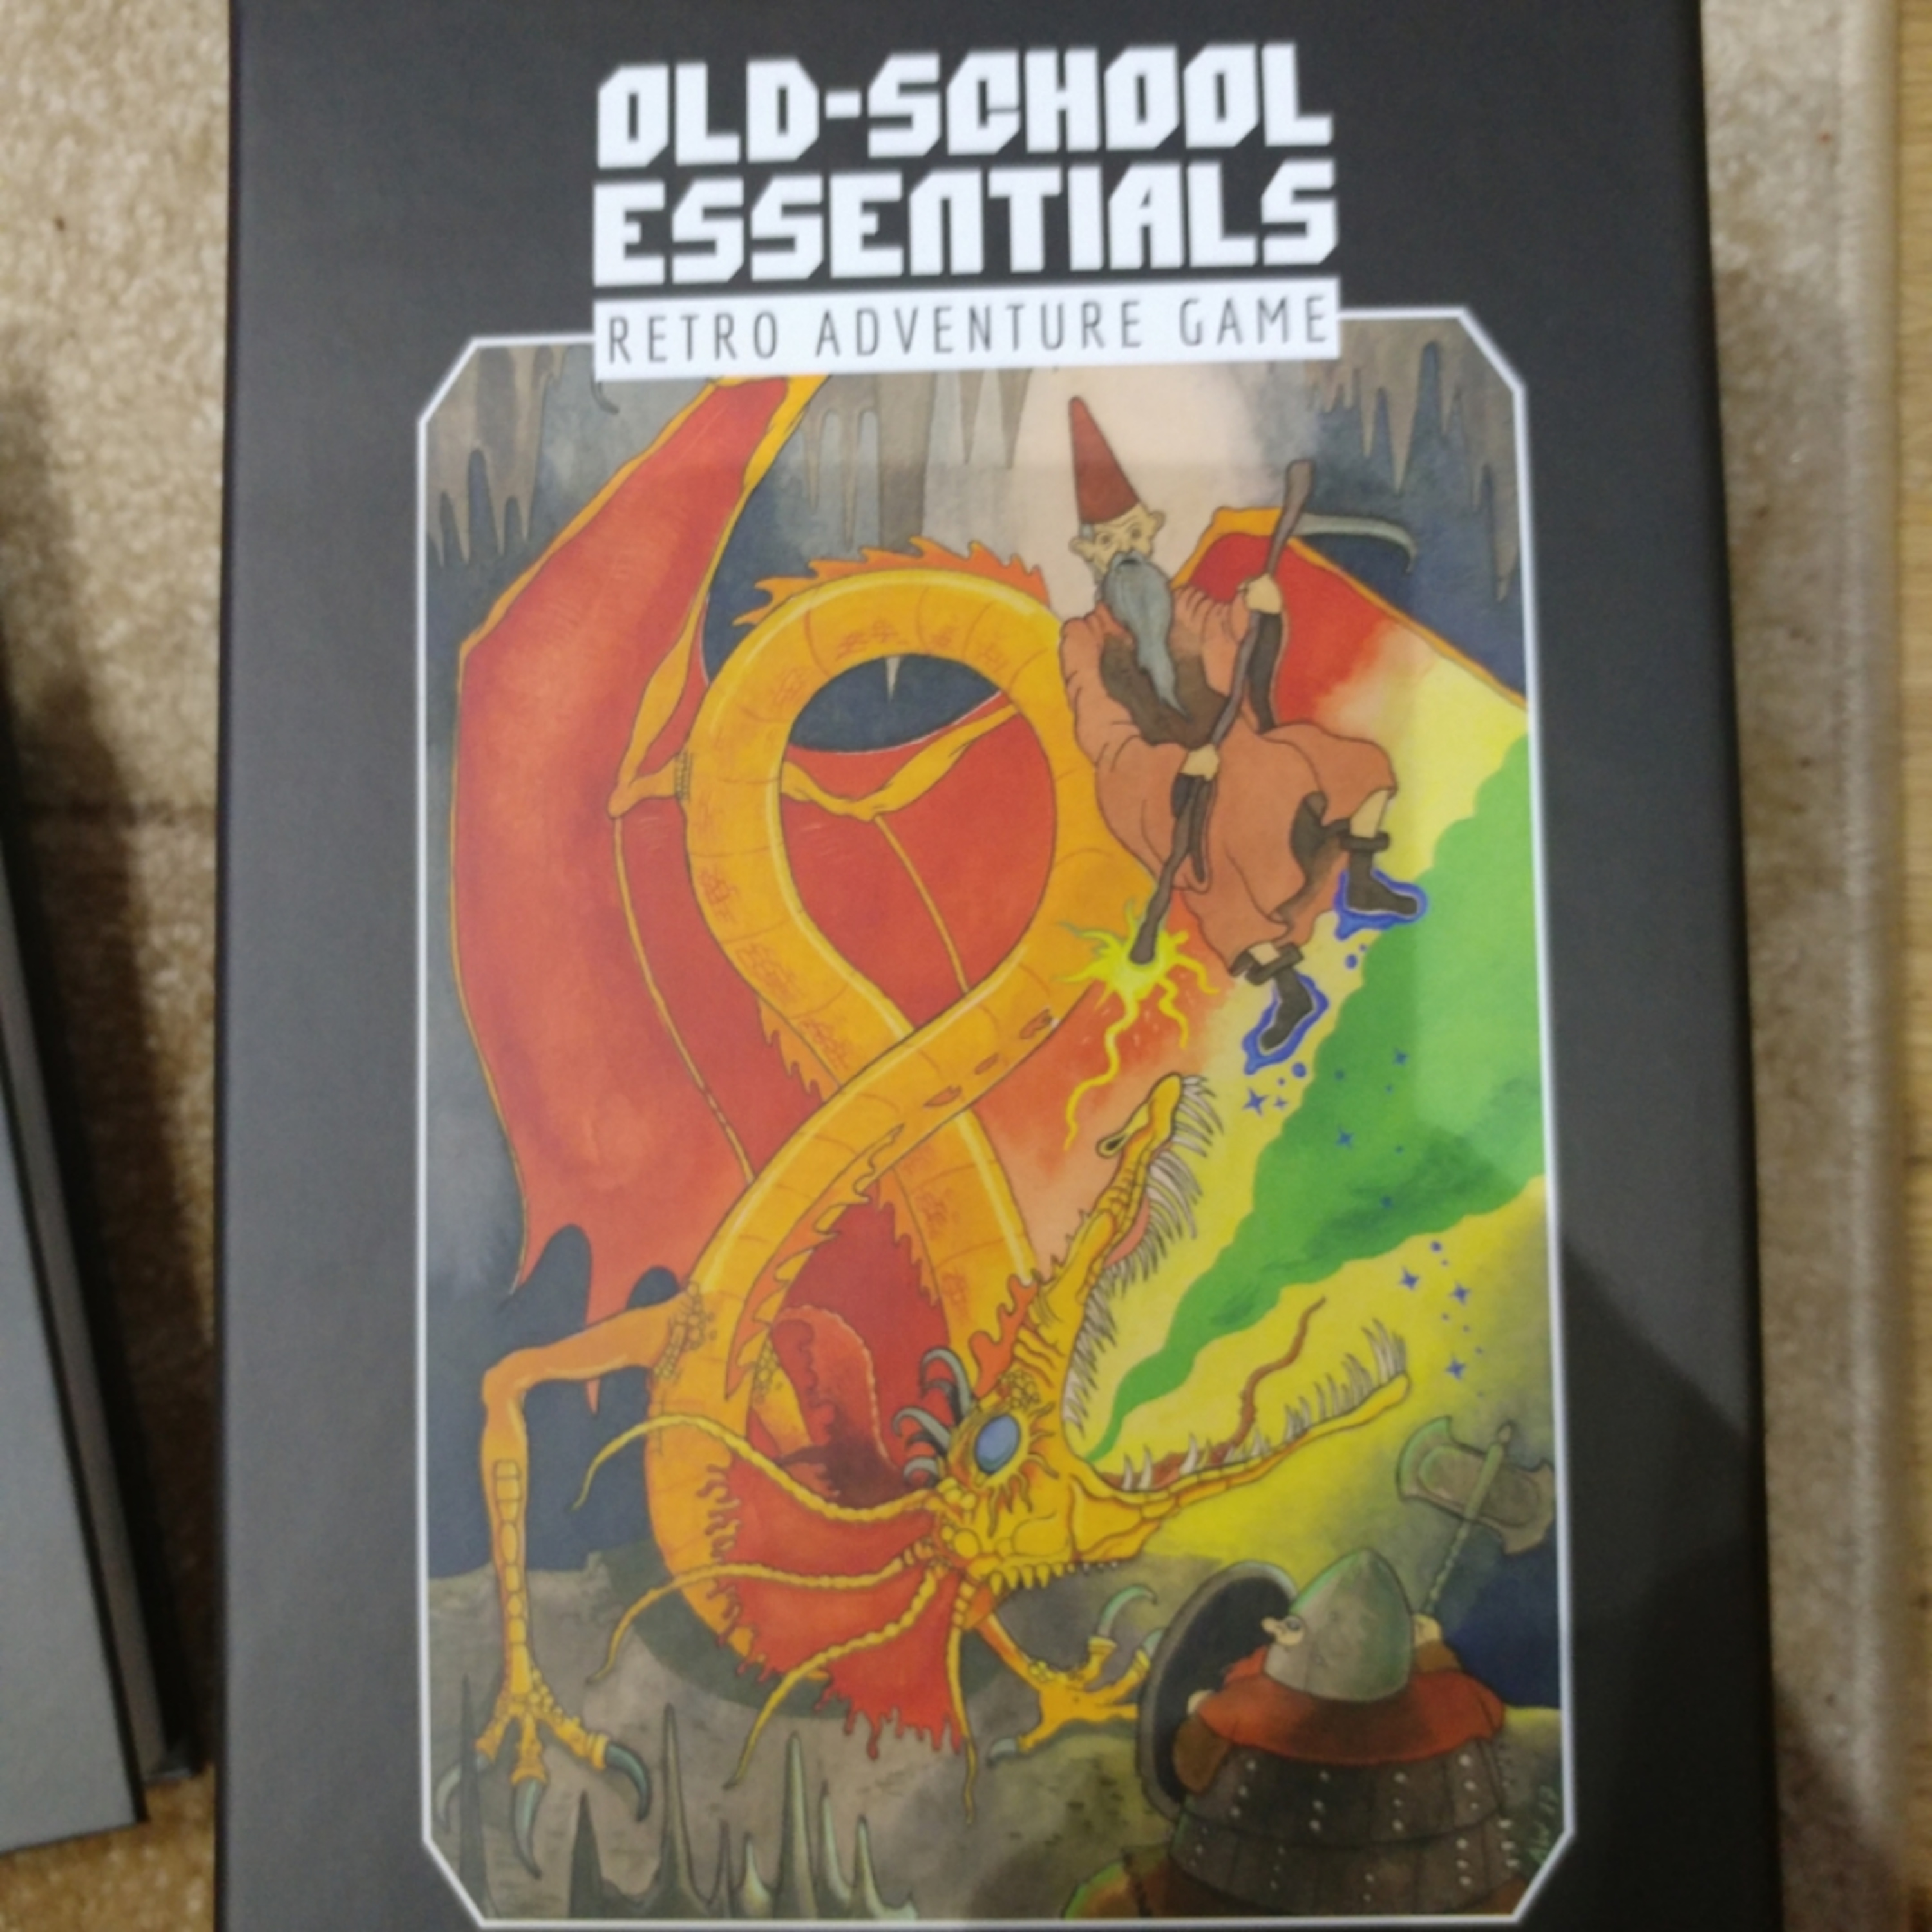 OLD-SCHOOL
ESSENTIALS
RETRO ADVENTURE GAME